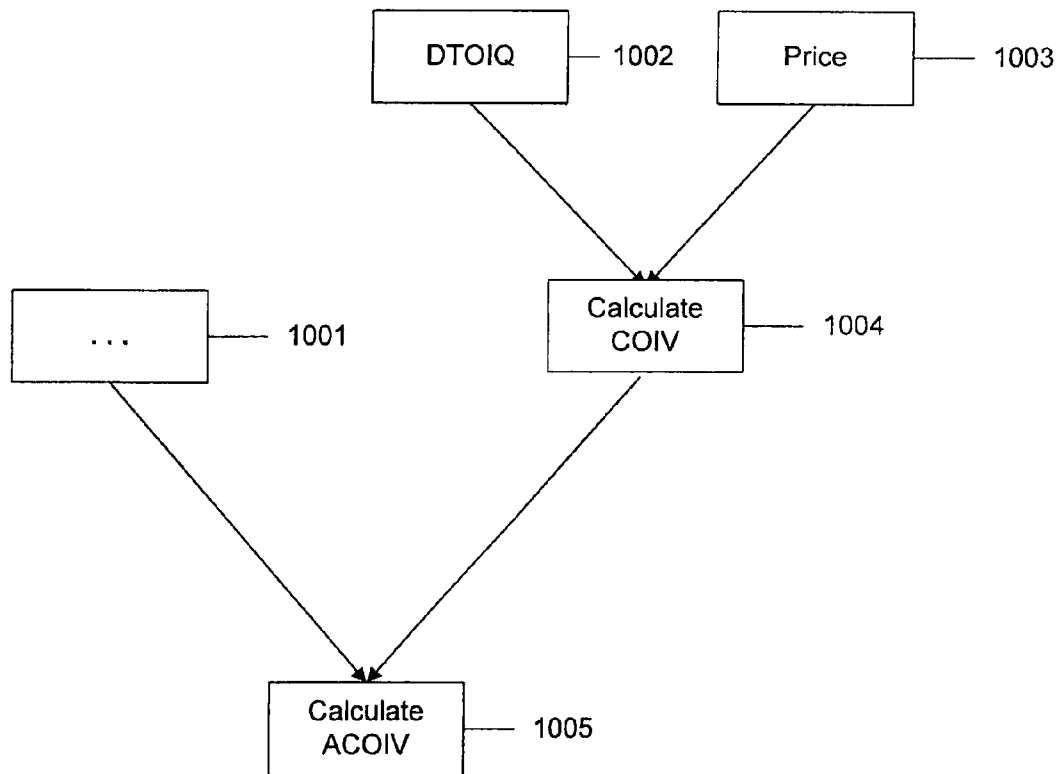 DTOIQ 1002
Price 1003
Calculate
COIV
1004
. . .
1001
Calculate
ACOIV
1005